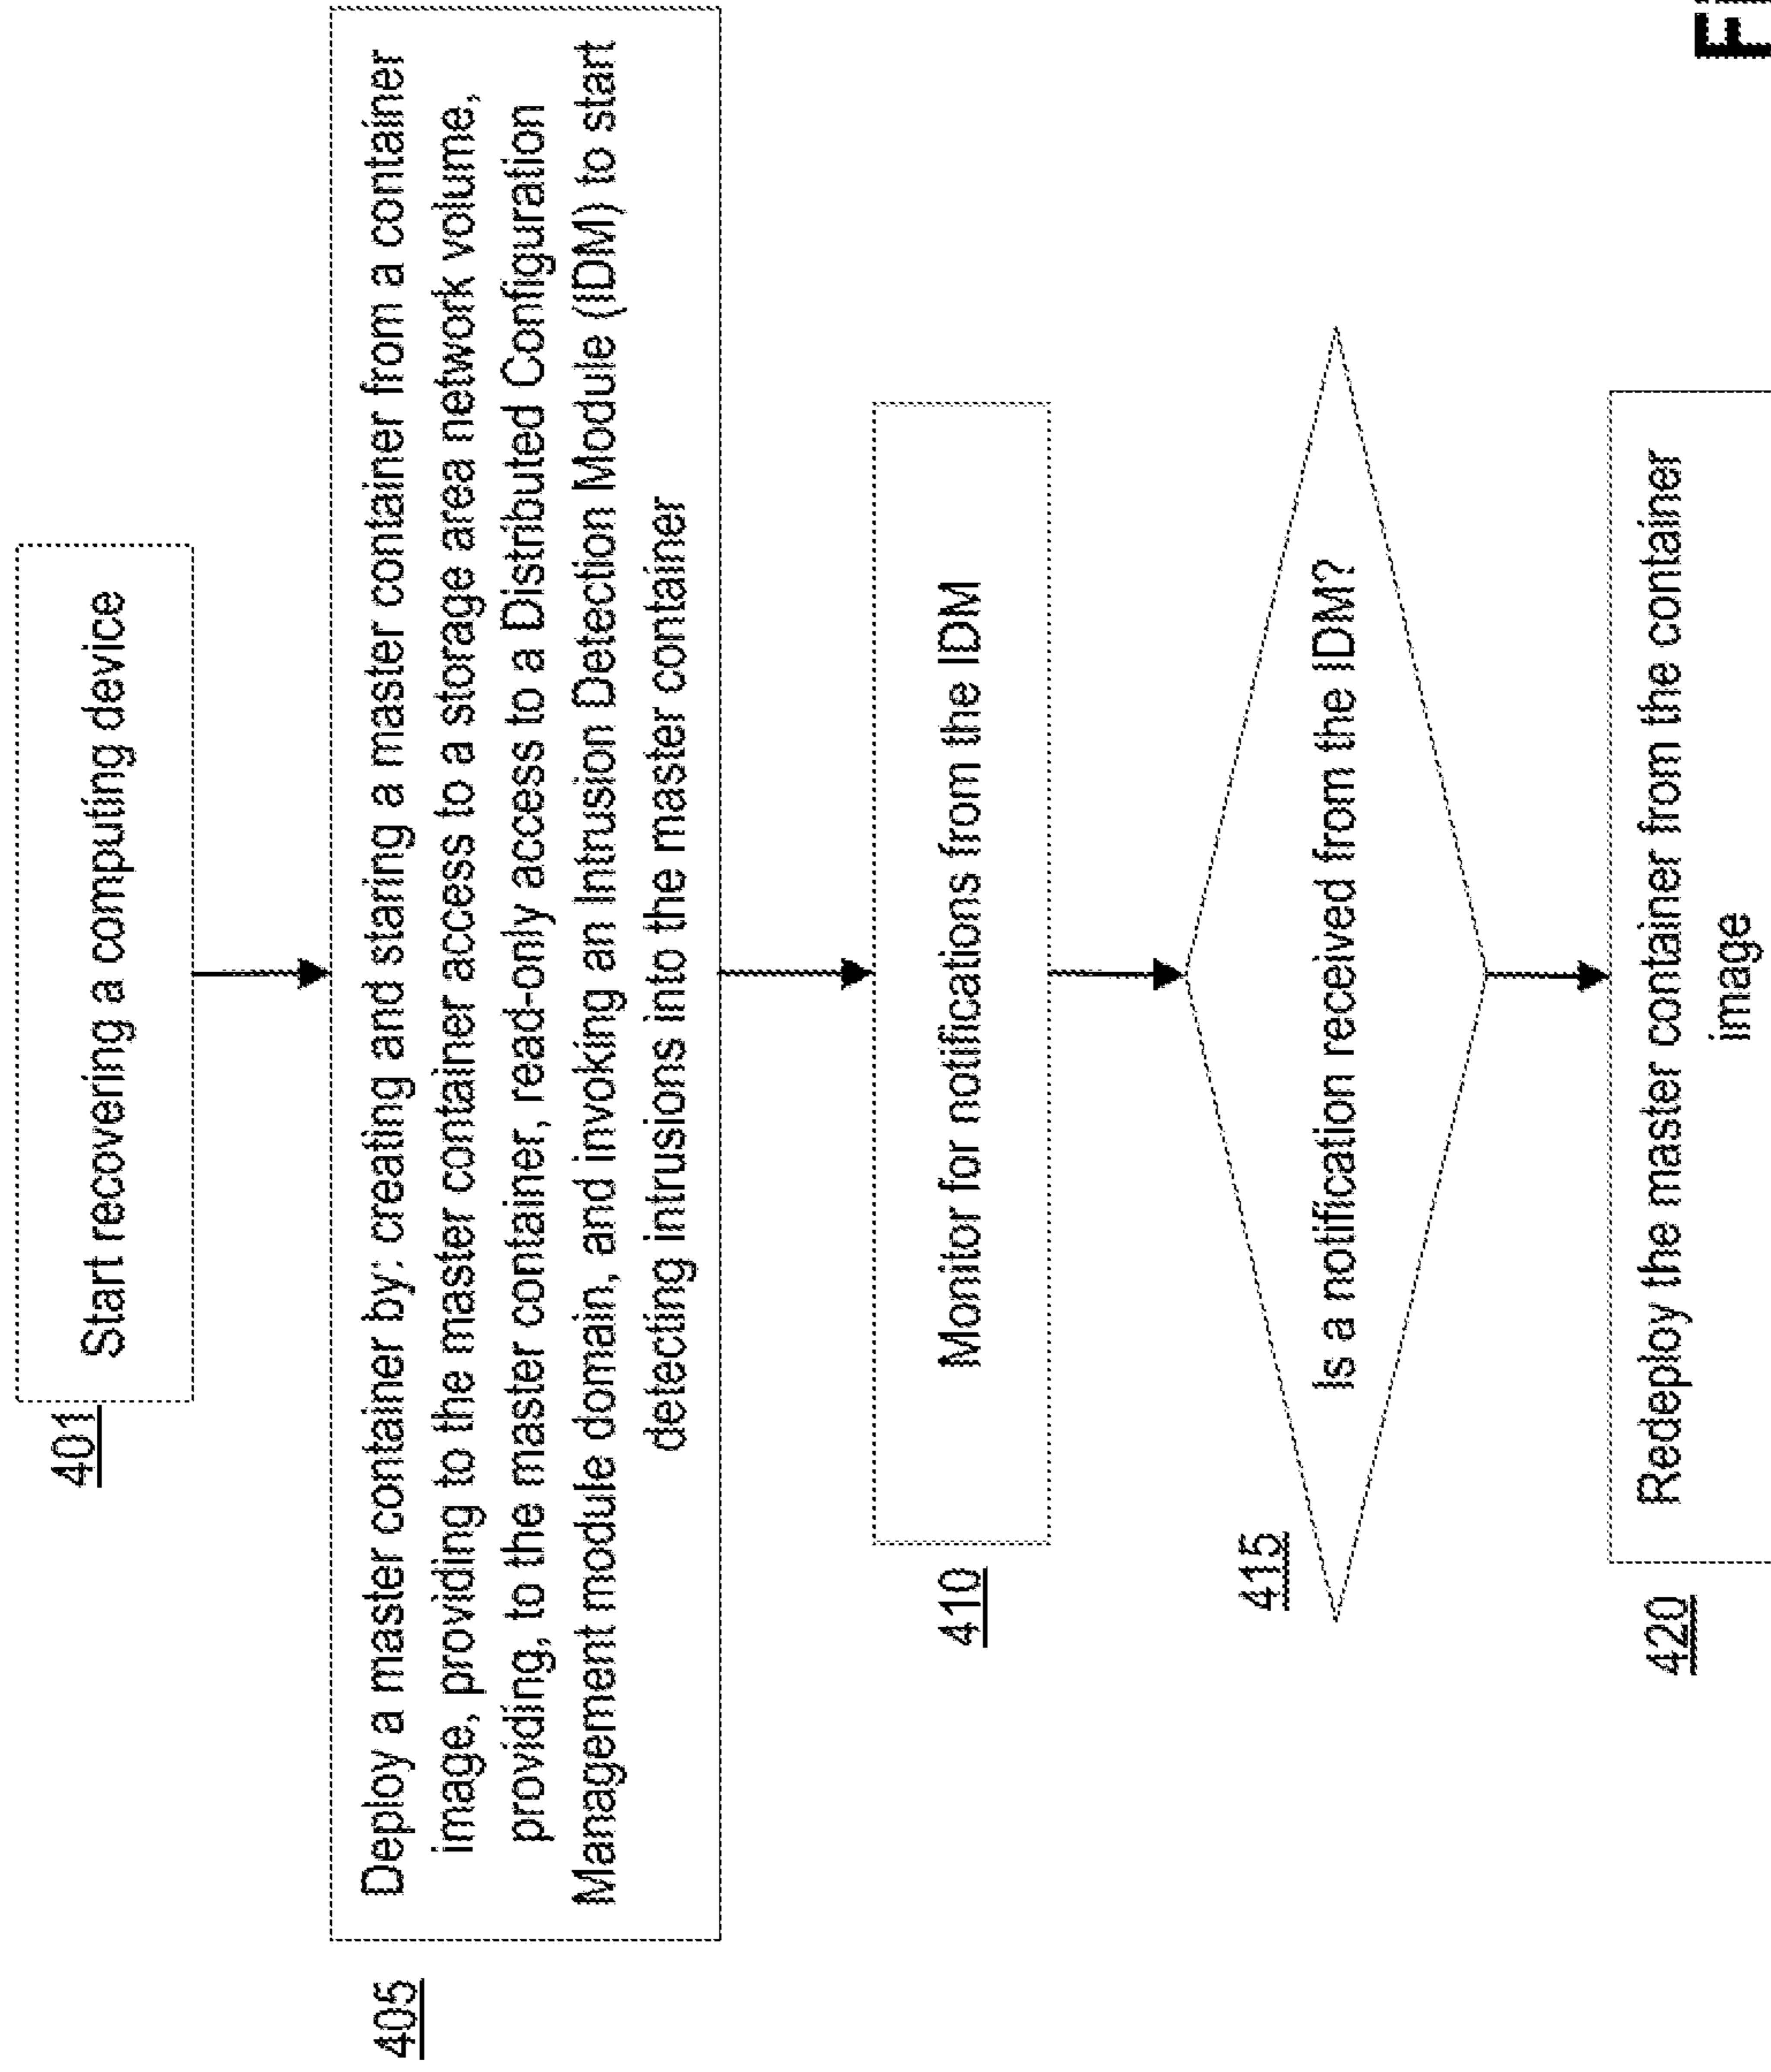 401
Start recovering a computing device
405
Deploy a master container by: creating and staring a master container from a container
image, providing to the master container access to a storage area network volume,
providing, to the master container, read-only access to a Distributed Configuration
Management module domain, and invoking an Intrusion Detection Module (IDM) to start
detecting intrusions into the master container
410
Monitor for notifications from the IDM
415
Is a notification received from the IDM?
420
Redeploy the master container from the container
image